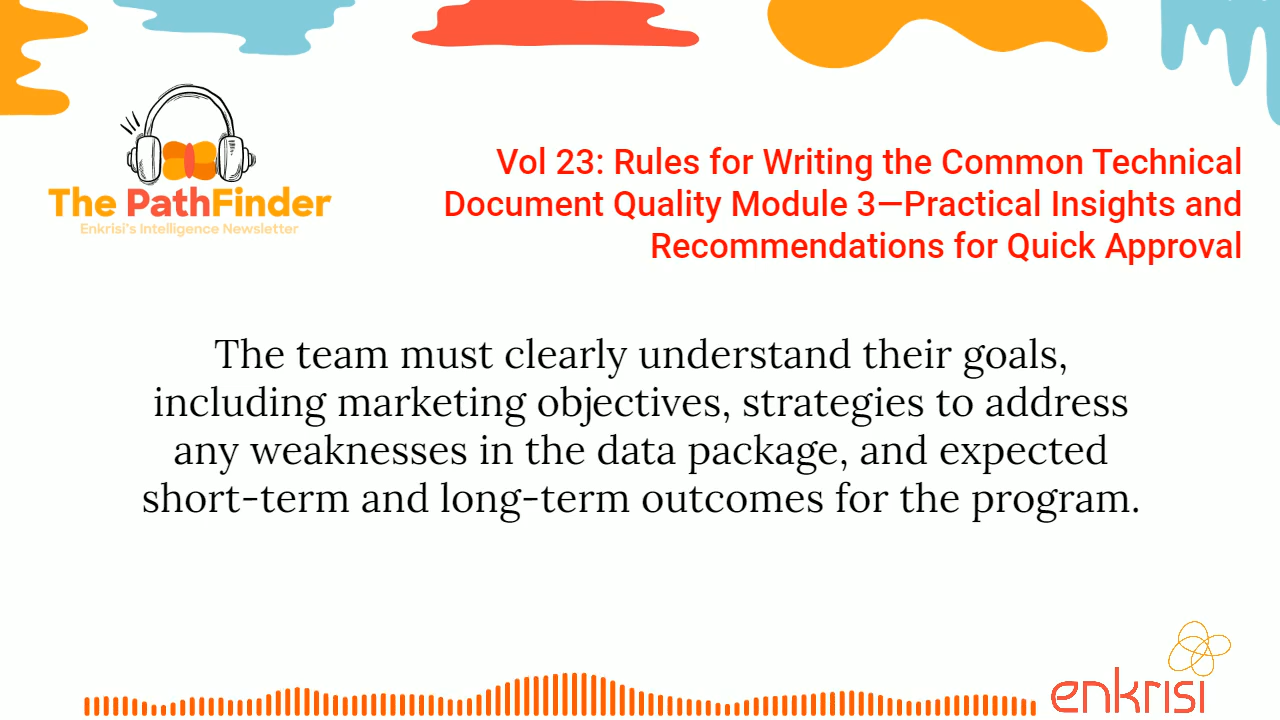 The PathFinder
Enkrisi's Intelligence Newsletter
Vol 23: Rules for Writing the Common Technical
Document Quality Module 3—Practical Insights and
Recommendations for Quick Approval
The team must clearly understand their goals,
including marketing objectives, strategies to address
any weaknesses in the data package, and expected
short-term and long-term outcomes for the program.
enkrisi